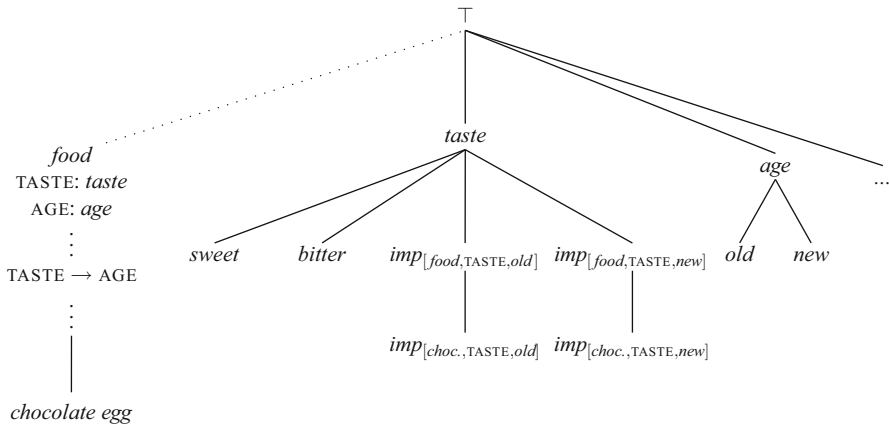 ⊤
taste
food
TASTE: taste
AGE: age
⋮
TASTE → AGE
⋮
chocolate egg
sweet bitter imp[food,TASTE,old] imp[food,TASTE,new]
imp[choc.,TASTE,old] imp[choc.,TASTE,new]
age
old new
...